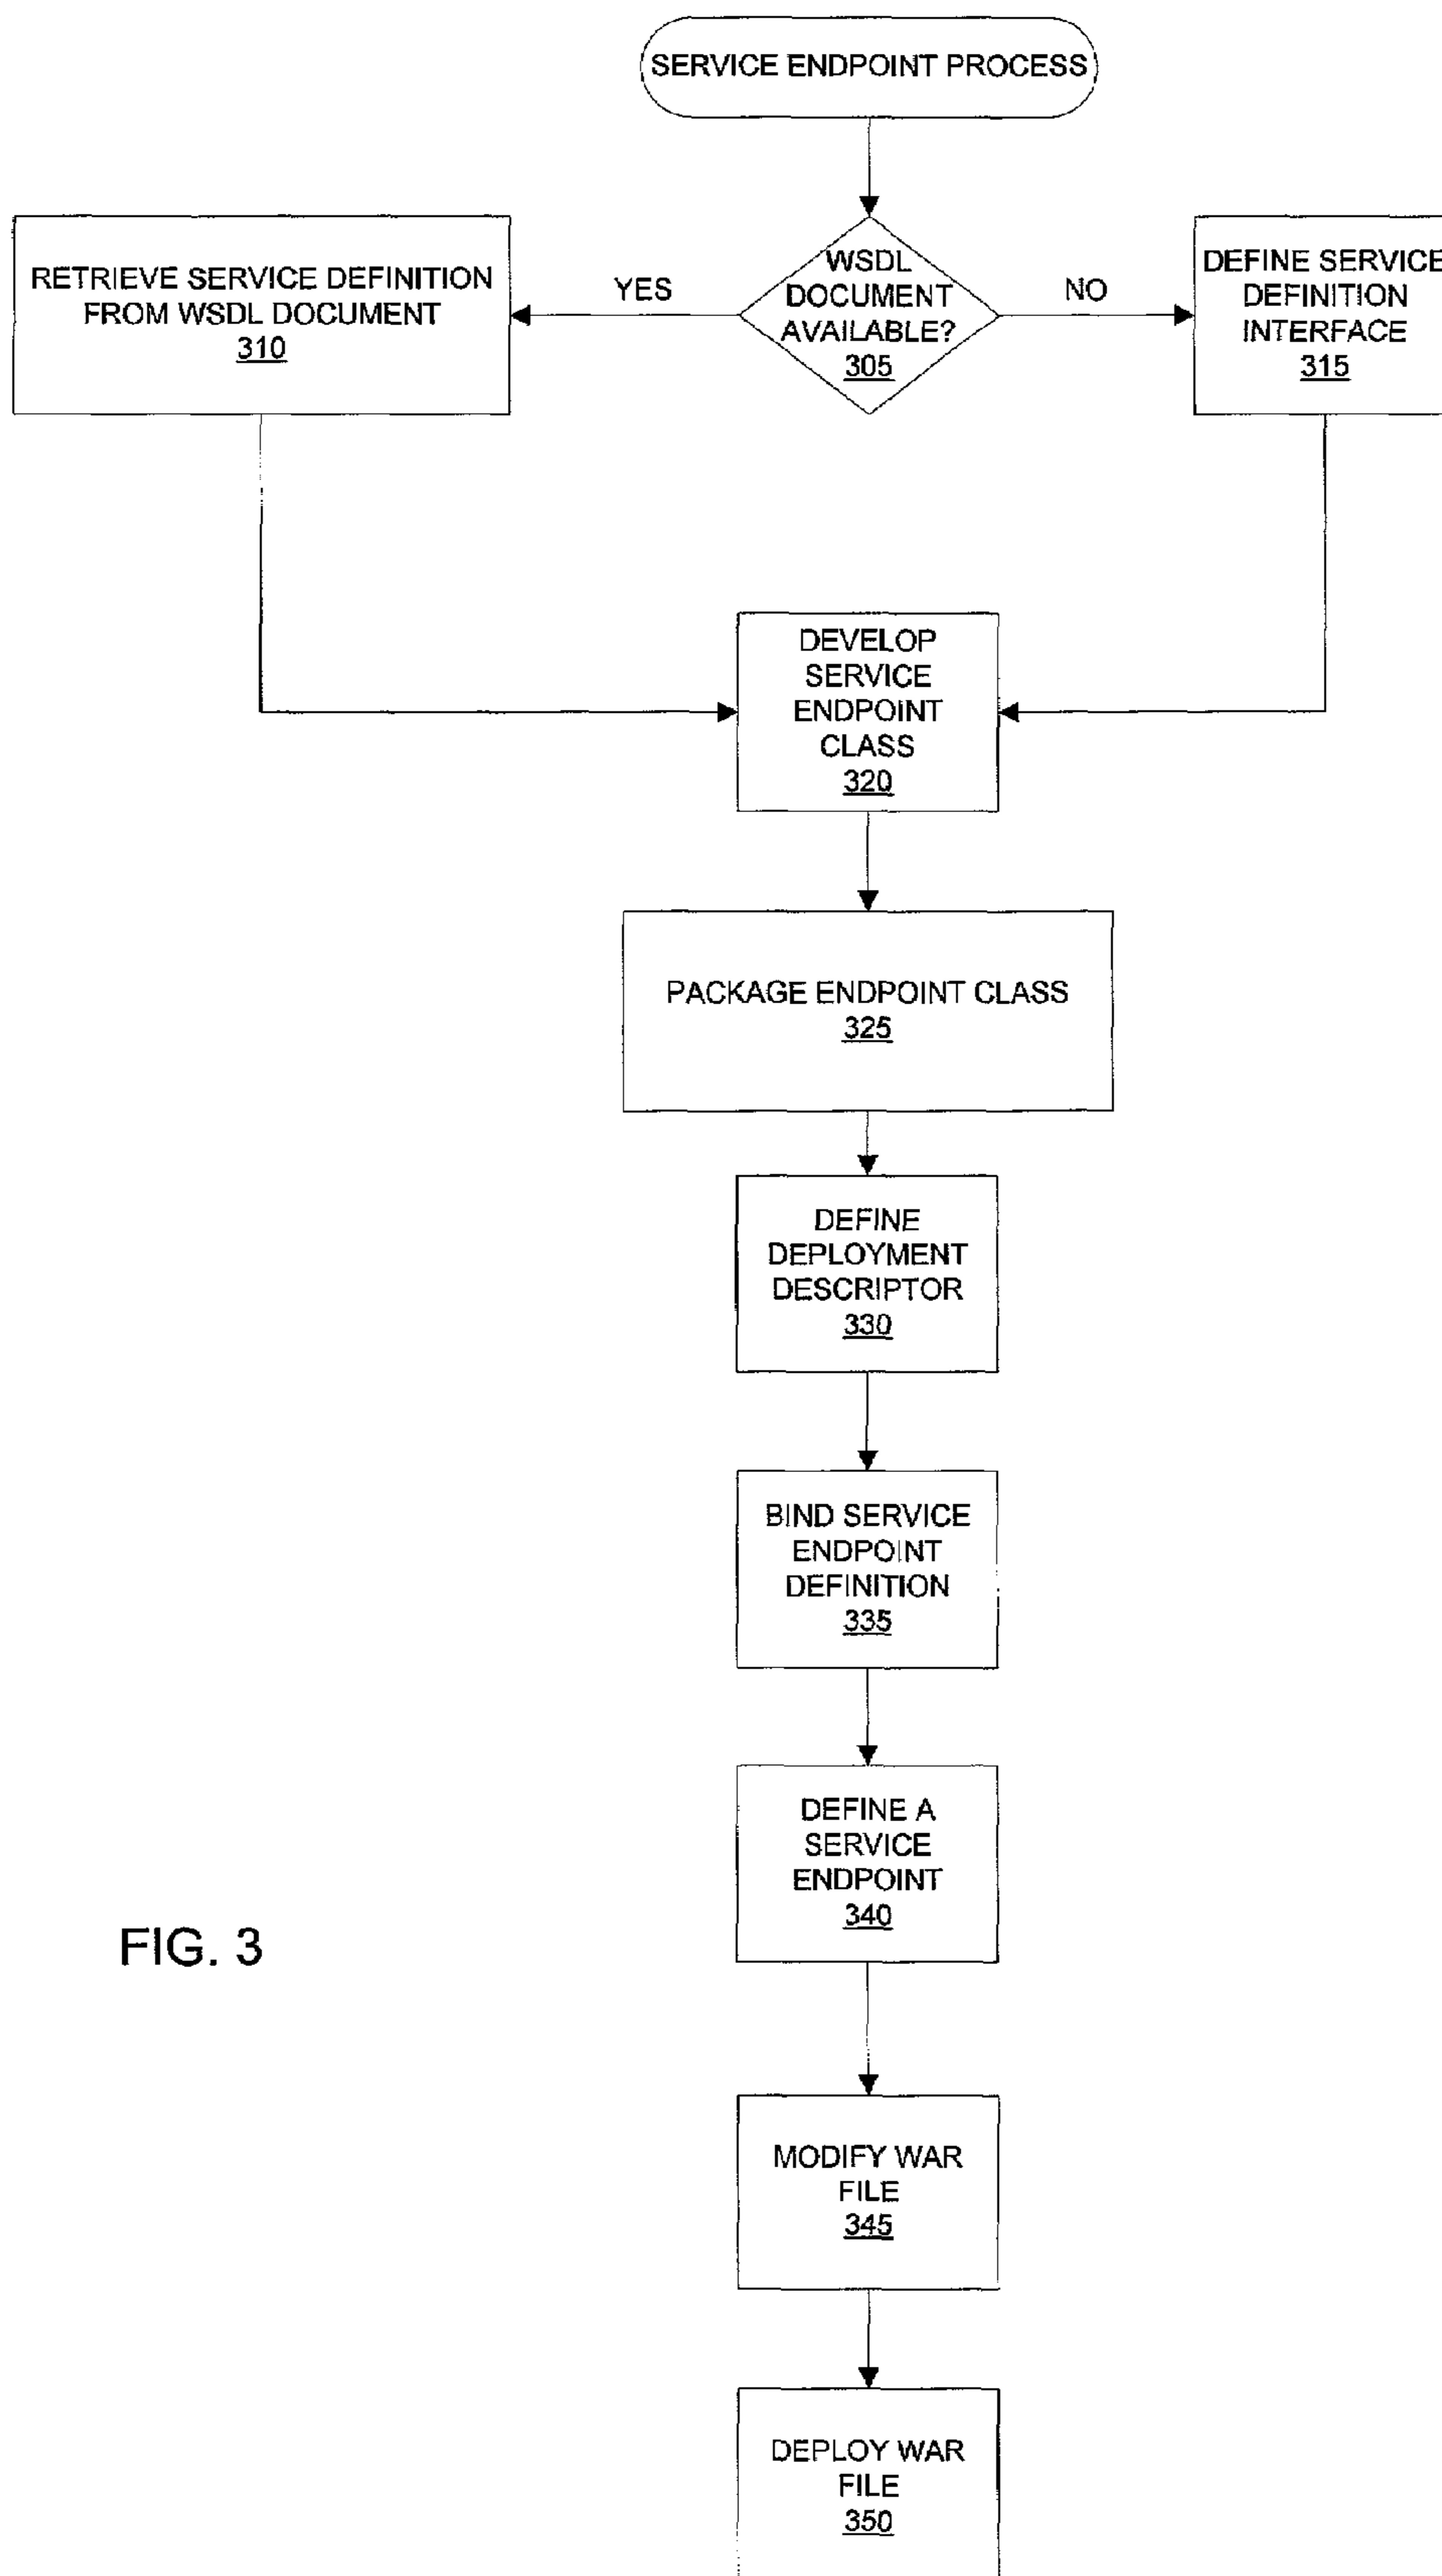 SERVICE ENDPOINT PROCESS
RETRIEVE SERVICE DEFINITION
FROM WSDL DOCUMENT
310
YES
WSDL
DOCUMENT
AVAILABLE?
305
NO
DEFINE SERVICE
DEFINITION
INTERFACE
315
DEVELOP
SERVICE
ENDPOINT
CLASS
320
PACKAGE ENDPOINT CLASS
325
DEFINE
DEPLOYMENT
DESCRIPTOR
330
BIND SERVICE
ENDPOINT
DEFINITION
335
DEFINE A
SERVICE
ENDPOINT
340
FIG. 3
MODIFY WAR
FILE
345
DEPLOY WAR
FILE
350